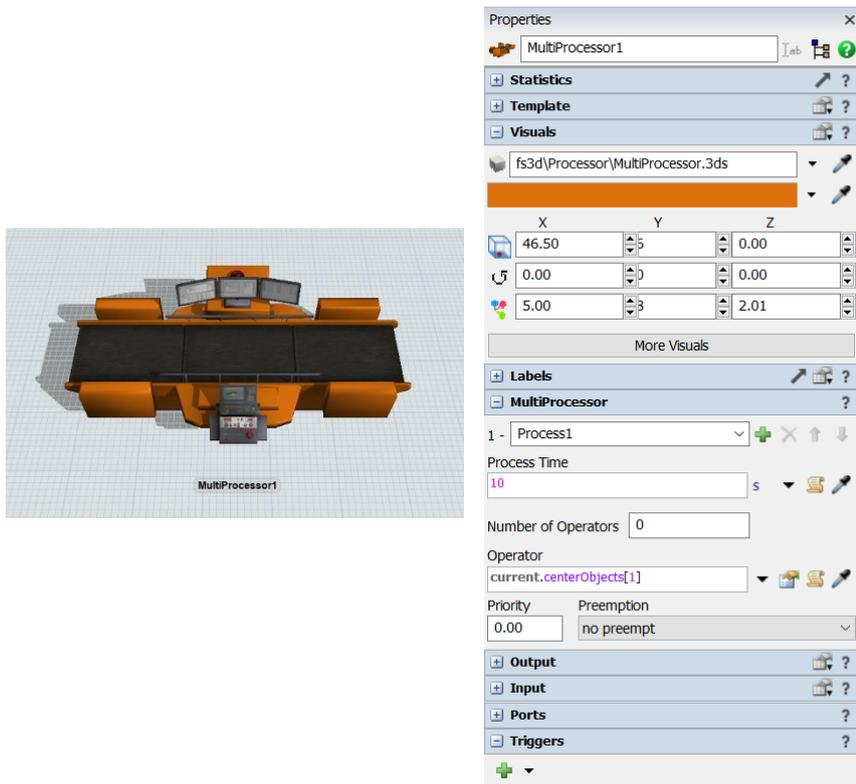 Properties
MultiProcessor1
Statistics
Template
Visuals
fs3d\Processor\MultiProcessor.3ds
X Y Z
46.50 0.00
0.00 0.00
5.00 2.01
More Visuals
Labels
MultiProcessor
1 - Process1
Process Time
10 s
Number of Operators 0
Operator
current.centerObjects[1]
Priority Preemption
0.00 no preempt
Output
Input
Ports
Triggers
MultiProcessor1